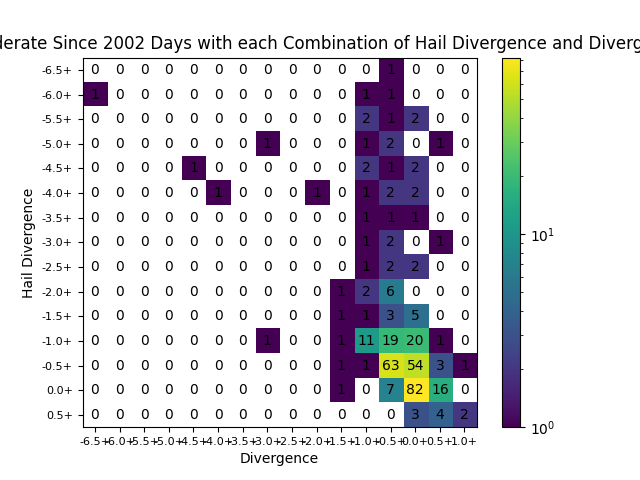 derate Since 2002 Days with each Combination of Hail Divergence and Diverg
-6.5+ 0 0 0 0 0 0 0 0 0 0 0 0 1 0 0 0
-6.0+ 1 0 0 0 0 0 0 0 0 0 0 1 1 0 0 0
-5.5+ 0 0 0 0 0 0 0 0 0 0 0 2 1 2 0 0
-5.0+ 0 0 0 0 0 0 0 1 0 0 0 1 2 0 1 0
-4.5+ 0 0 0 0 1 0 0 0 0 0 0 2 1 2 0 0
-4.0+ 0 0 0 0 0 1 0 0 0 1 0 1 2 2 0 0
-3.5+ 0 0 0 0 0 0 0 0 0 0 0 1 1 1 0 0
-3.0+ 0 0 0 0 0 0 0 0 0 0 0 1 2 0 1 0
-2.5+ 0 0 0 0 0 0 0 0 0 0 0 1 2 2 0 0
-2.0+ 0 0 0 0 0 0 0 0 0 0 1 2 6 0 0 0
-1.5+ 0 0 0 0 0 0 0 0 0 0 1 1 3 5 0 0
-1.0+ 0 0 0 0 0 0 0 1 0 0 1 11 19 20 1 0
-0.5+ 0 0 0 0 0 0 0 0 0 0 1 1 63 54 3 1
0.0+ 0 0 0 0 0 0 0 0 0 0 1 0 7 82 16 0
0.5+ 0 0 0 0 0 0 0 0 0 0 0 0 0 3 4 2
-6.5+ -6.0+ -5.5+ -5.0+ -4.5+ -4.0+ -3.5+ -3.0+ -2.5+ -2.0+ -1.5+ -1.0+ -0.5+ 0.0+ 0.5+ 1.0+
Divergence
Hail Divergence
10¹
10⁰